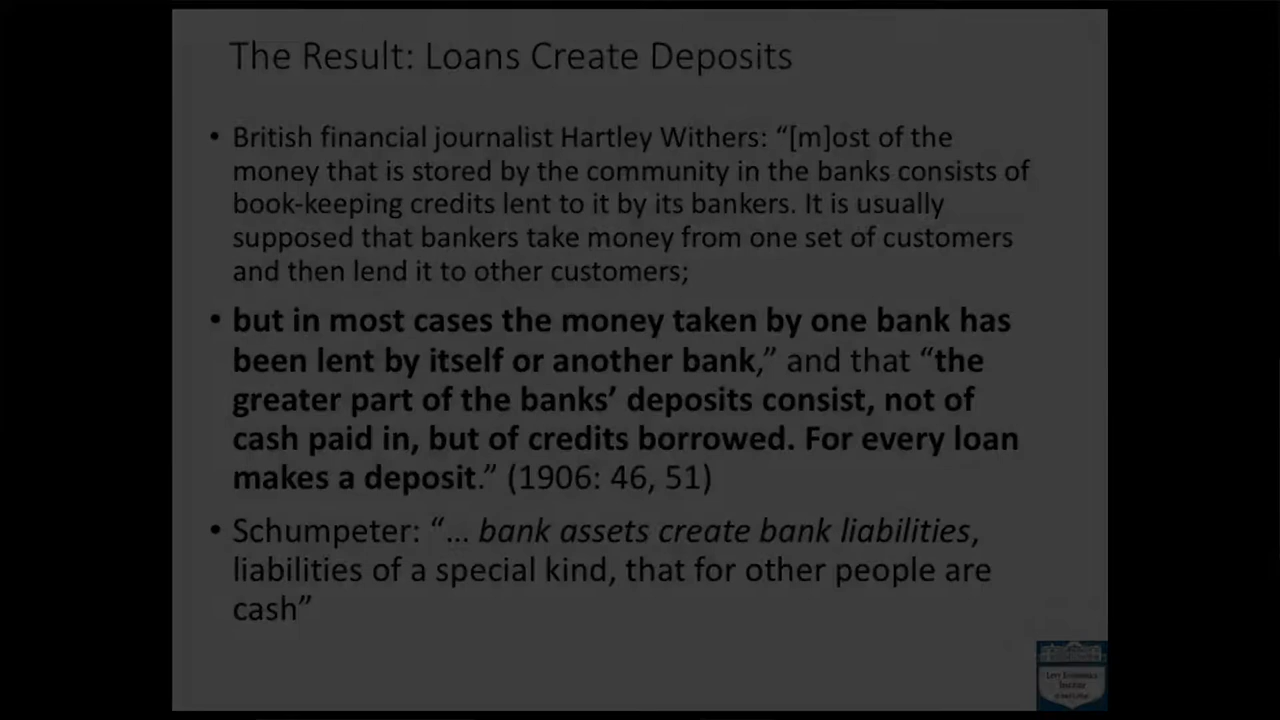 The Result: Loans Create Deposits
• British financial journalist Hartley Withers: “[m]ost of the
money that is stored by the community in the banks consists of
book-keeping credits lent to it by its bankers. It is usually
supposed that bankers take money from one set of customers
and then lend it to other customers;
• but in most cases the money taken by one bank has
been lent by itself or another bank,” and that “the
greater part of the banks’ deposits consist, not of
cash paid in, but of credits borrowed. For every loan
makes a deposit.” (1906: 46, 51)
• Schumpeter: “… bank assets create bank liabilities,
liabilities of a special kind, that for other people are
cash”
Levy Economics
Institute